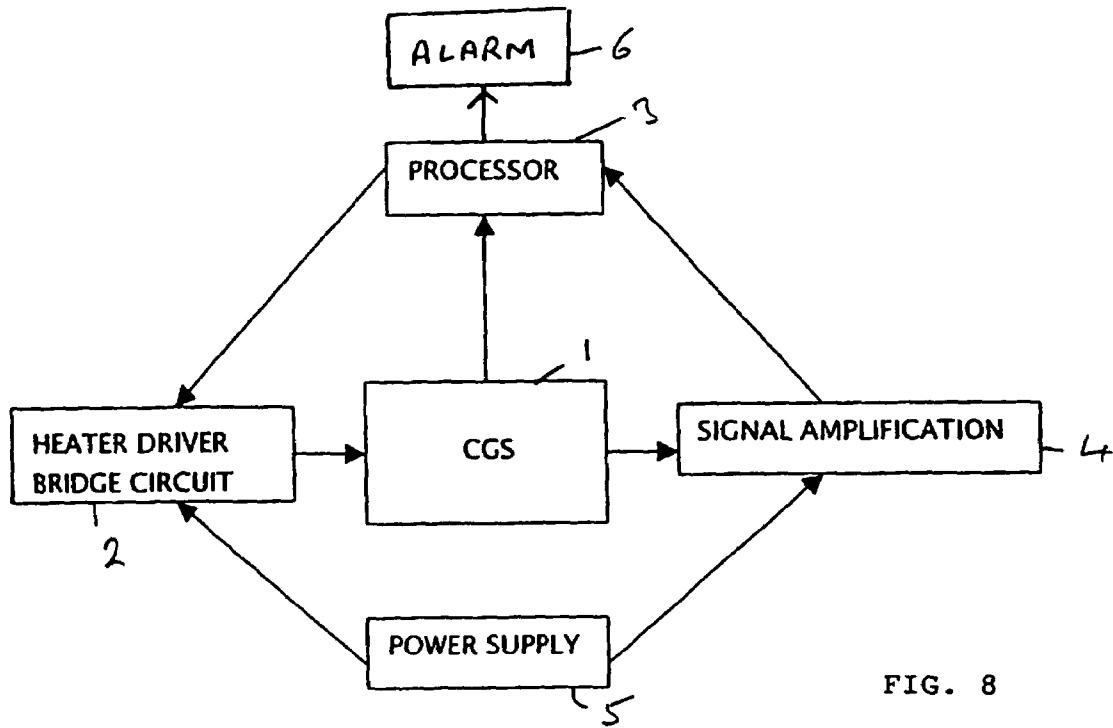 ALARM
6
3
PROCESSOR
1
HEATER DRIVER
BRIDGE CIRCUIT
CGS
SIGNAL AMPLIFICATION
4
2
POWER SUPPLY
5
FIG. 8